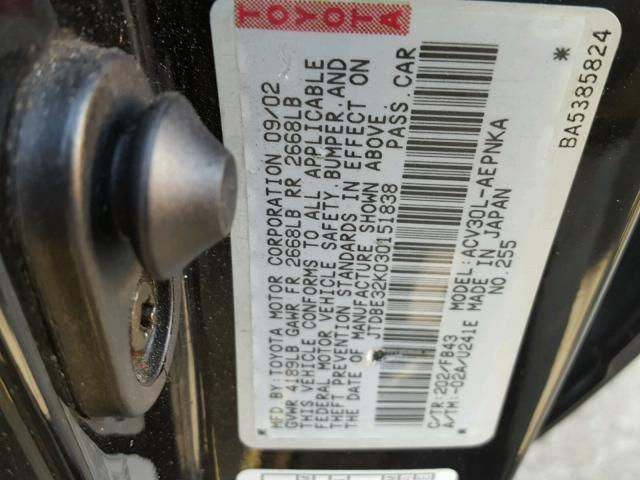 TOYOTA
MFD BY:TOYOTA MOTOR CORPORATION 09/02
GVWR 4189LB GAWR FR 2668LB RR 2668LB
THIS VEHICLE CONFORMS TO ALL APPLICABLE
FEDERAL MOTOR VEHICLE SAFETY, BUMPER, AND
THEFT PREVENTION STANDARDS IN EFFECT ON
THE DATE OF MANUFACTURE SHOWN ABOVE.
JTDBE32K030151838 PASS. CAR
C/TR:202/FB43 MODEL:ACV30L-AEPNKA
A/TM:-02A/U241E MADE IN JAPAN
NO.255
*
BA5385824